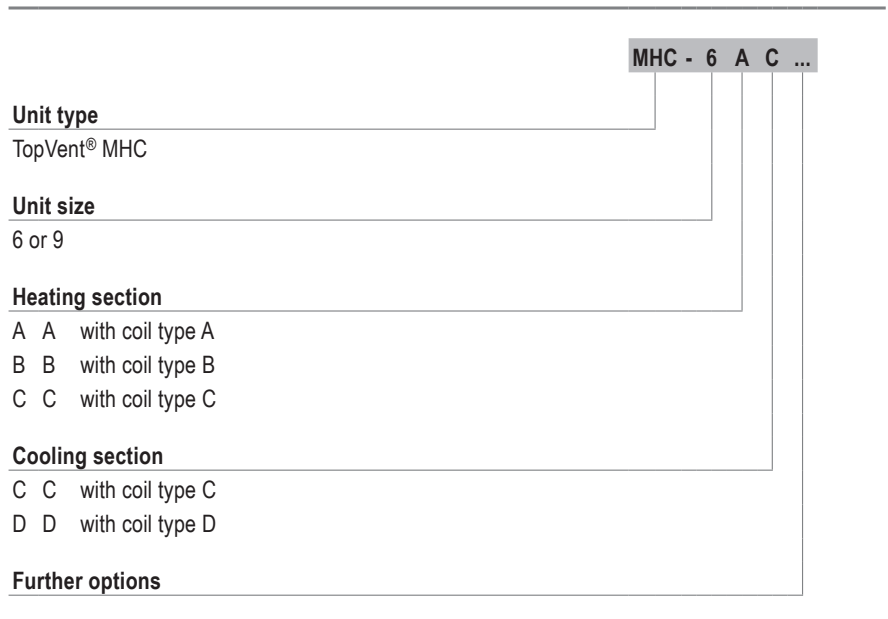 MHC - 6 A C ...
Unit type
TopVent® MHC
Unit size
6 or 9
Heating section
A A with coil type A
B B with coil type B
C C with coil type C
Cooling section
C C with coil type C
D D with coil type D
Further options